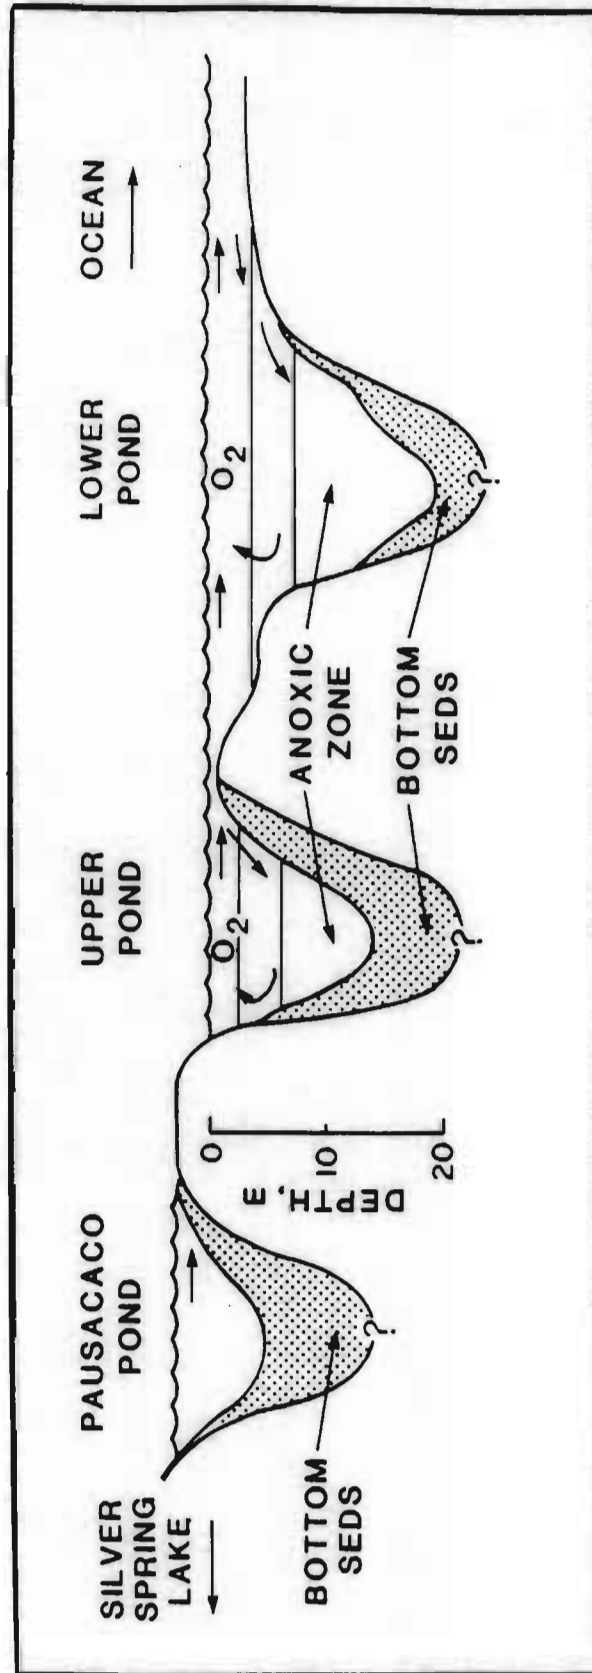 SILVER
SPRING
LAKE
PAUSACACO
POND
UPPER
POND
LOWER
POND
OCEAN
O₂
O₂
0
10
20
DEPTH, m
ANOXIC
ZONE
BOTTOM
SEDS
BOTTOM
SEDS
?
?
?